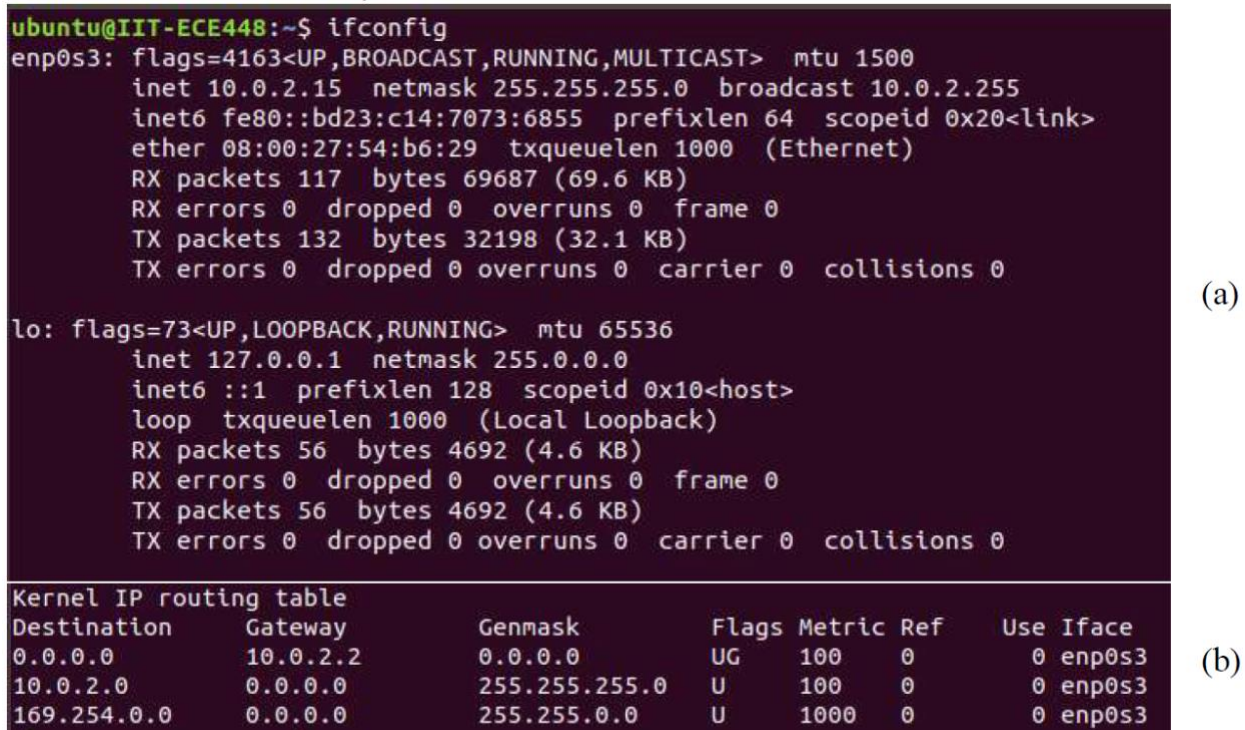 ubuntu@IIT-ECE448:~$ ifconfig
enp0s3: flags=4163<UP,BROADCAST,RUNNING,MULTICAST>  mtu 1500
        inet 10.0.2.15  netmask 255.255.255.0  broadcast 10.0.2.255
        inet6 fe80::bd23:c14:7073:6855  prefixlen 64  scopeid 0x20<link>
        ether 08:00:27:54:b6:29  txqueuelen 1000  (Ethernet)
        RX packets 117  bytes 69687 (69.6 KB)
        RX errors 0  dropped 0  overruns 0  frame 0
        TX packets 132  bytes 32198 (32.1 KB)
        TX errors 0  dropped 0 overruns 0  carrier 0  collisions 0
(a)
lo: flags=73<UP,LOOPBACK,RUNNING>  mtu 65536
        inet 127.0.0.1  netmask 255.0.0.0
        inet6 ::1  prefixlen 128  scopeid 0x10<host>
        loop  txqueuelen 1000  (Local Loopback)
        RX packets 56  bytes 4692 (4.6 KB)
        RX errors 0  dropped 0  overruns 0  frame 0
        TX packets 56  bytes 4692 (4.6 KB)
        TX errors 0  dropped 0 overruns 0  carrier 0  collisions 0
Kernel IP routing table
Destination     Gateway         Genmask         Flags Metric Ref    Use Iface
0.0.0.0         10.0.2.2        0.0.0.0         UG    100    0        0 enp0s3
(b)
10.0.2.0        0.0.0.0         255.255.255.0   U     100    0        0 enp0s3
169.254.0.0     0.0.0.0         255.255.0.0     U     1000   0        0 enp0s3